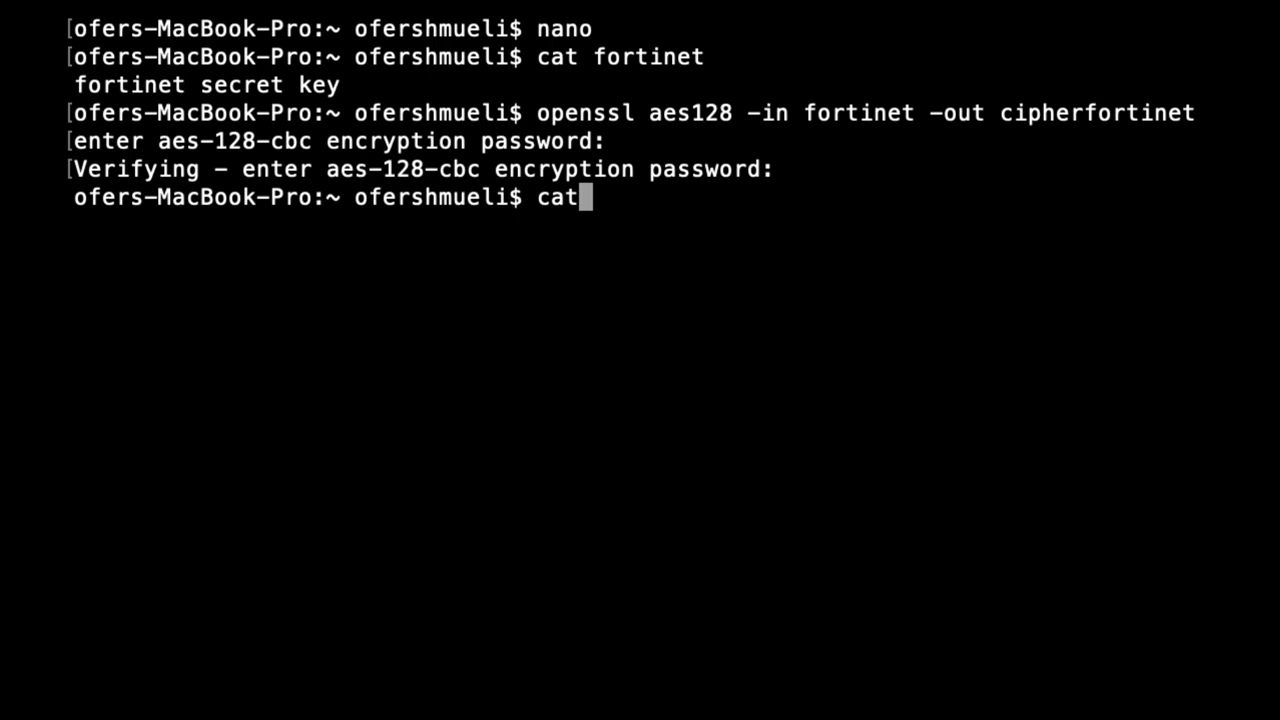 [ofers-MacBook-Pro:~ ofershmueli$ nano
[ofers-MacBook-Pro:~ ofershmueli$ cat fortinet
fortinet secret key
[ofers-MacBook-Pro:~ ofershmueli$ openssl aes128 -in fortinet -out cipherfortinet
[enter aes-128-cbc encryption password:
[Verifying - enter aes-128-cbc encryption password:
ofers-MacBook-Pro:~ ofershmueli$ cat